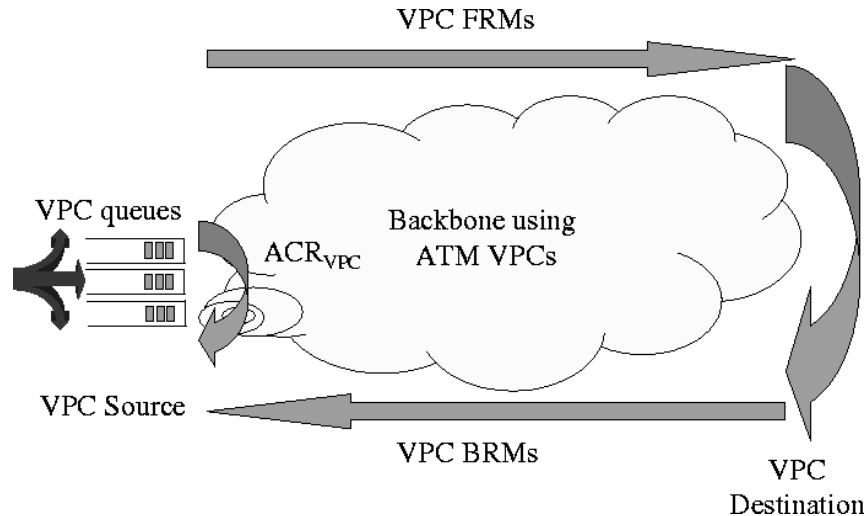 VPC FRMs
VPC queues
ACR_VPC
Backbone using
ATM VPCs
VPC Source
VPC BRMs
VPC
Destination